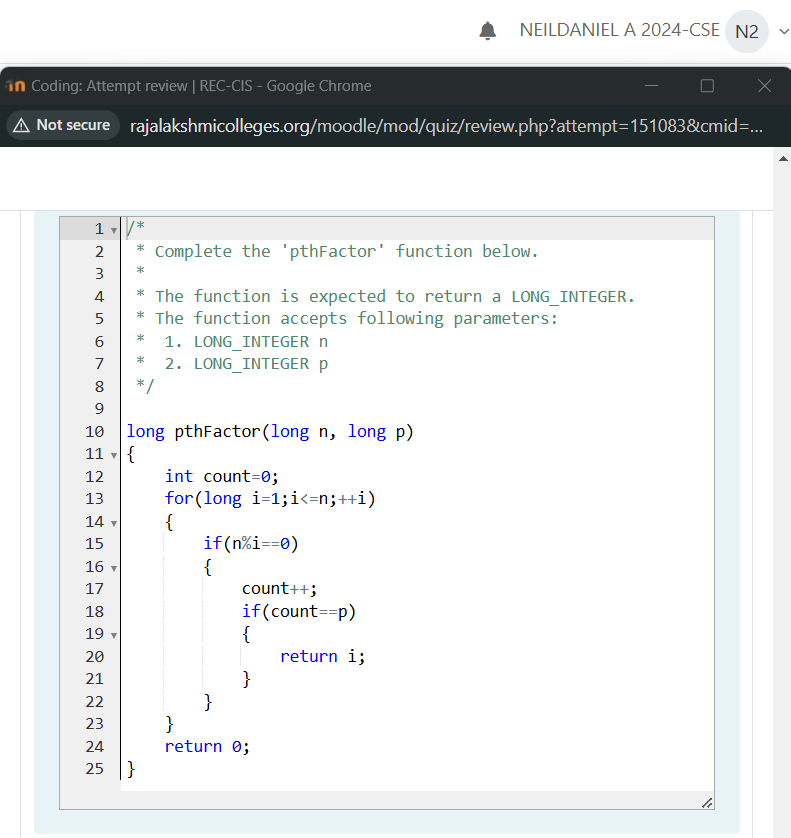 NEILDANIEL A 2024-CSE N2
Coding: Attempt review | REC-CIS - Google Chrome
Not secure rajalakshmicolleges.org/moodle/mod/quiz/review.php?attempt=151083&cmid=...
1 /*
2  * Complete the 'pthFactor' function below.
3  *
4  * The function is expected to return a LONG_INTEGER.
5  * The function accepts following parameters:
6  *  1. LONG_INTEGER n
7  *  2. LONG_INTEGER p
8  */
9
10 long pthFactor(long n, long p)
11 {
12     int count=0;
13     for(long i=1;i<=n;++i)
14     {
15         if(n%i==0)
16         {
17             count++;
18             if(count==p)
19             {
20                 return i;
21             }
22         }
23     }
24     return 0;
25 }